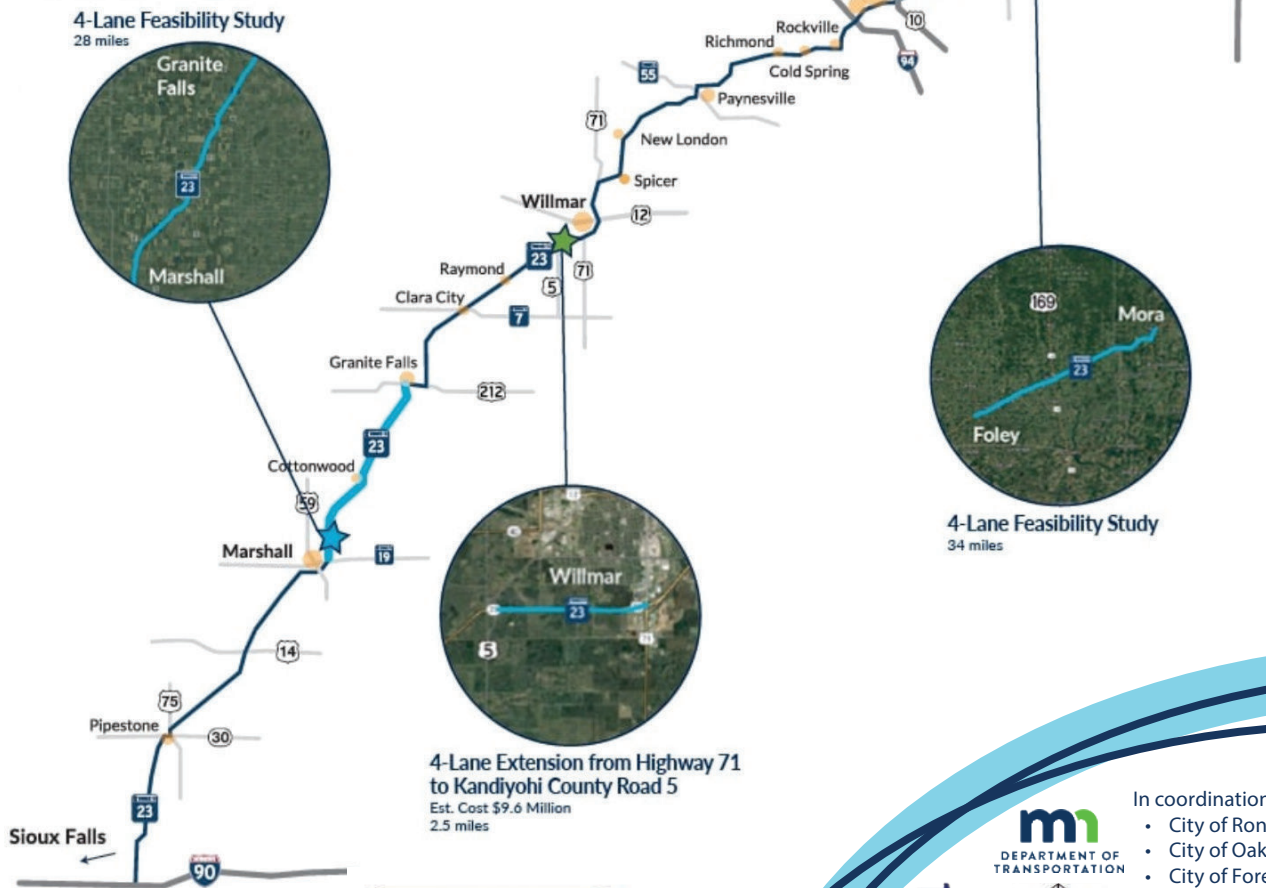 4-Lane Feasibility Study
28 miles
Granite
Falls
23
Marshall
Rockville
Richmond
Cold Spring
10
94
55
Paynesville
71
New London
Spicer
Willmar
12
23
71
5
Raymond
Clara City
7
Granite Falls
212
23
Cottonwood
59
Marshall
19
14
75
Pipestone
30
23
Sioux Falls
90
Willmar
23
5
4-Lane Extension from Highway 71
to Kandiyohi County Road 5
Est. Cost $9.6 Million
2.5 miles
169
Mora
23
Foley
4-Lane Feasibility Study
34 miles
mn
DEPARTMENT OF
TRANSPORTATION
In coordination
• City of Ron
• City of Oak
• City of Fore